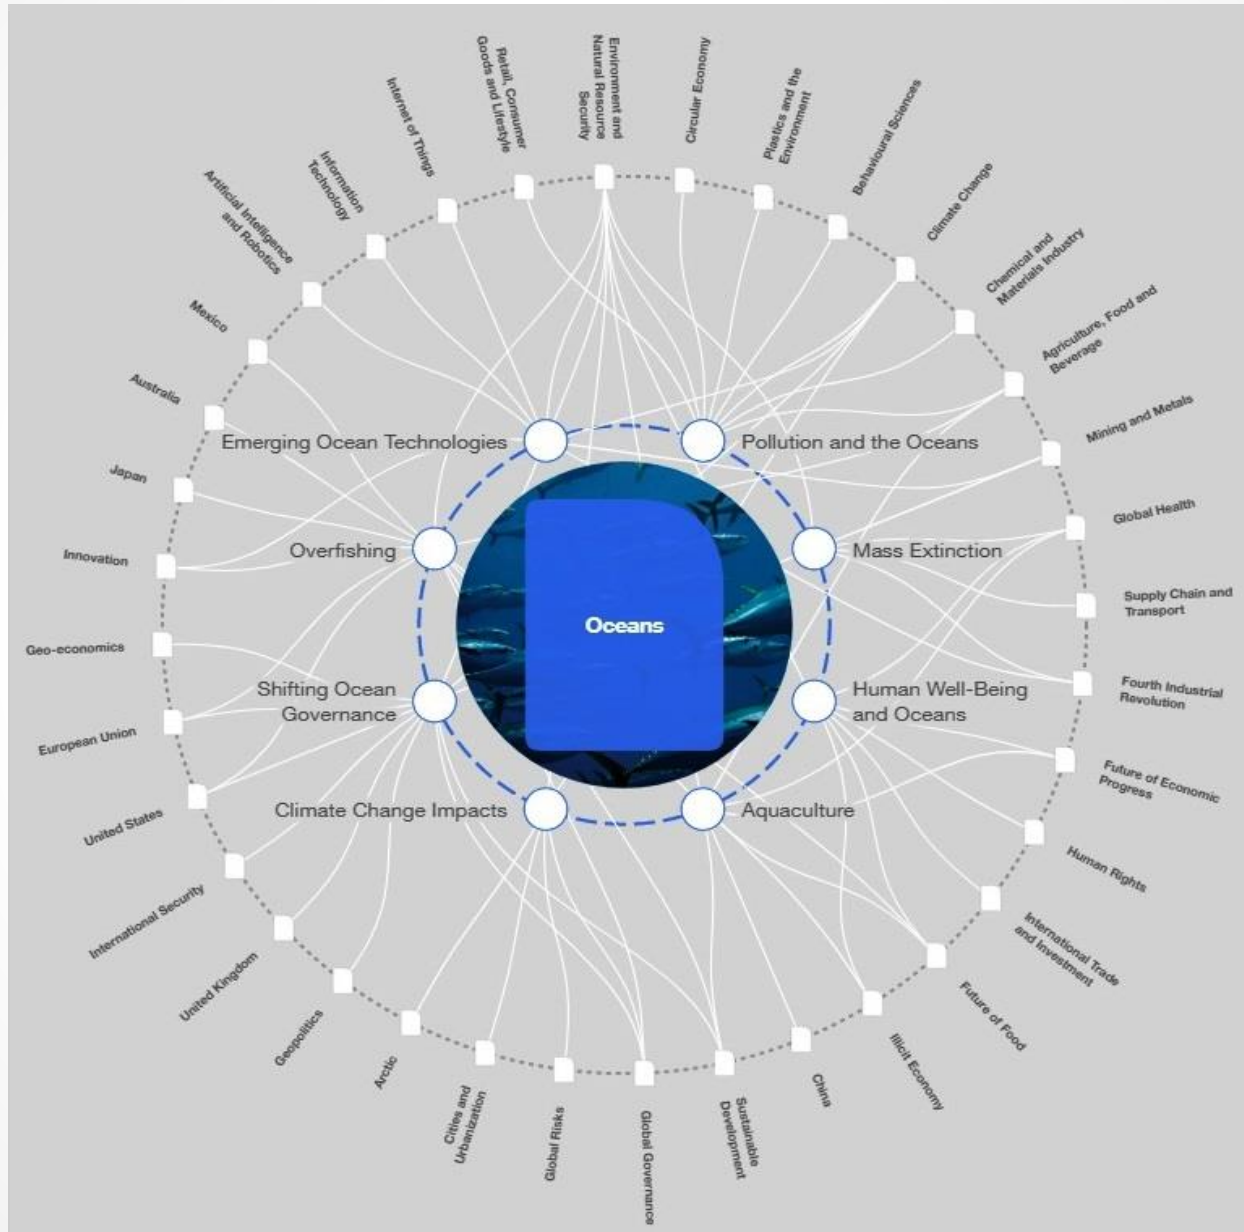 Environment and
Natural Resource
Security
Circular Economy
Plastics and the
Environment
Behavioural Sciences
Climate Change
Chemical and
Materials Industry
Agriculture, Food and
Beverage
Mining and Metals
Global Health
Supply Chain and
Transport
Fourth Industrial
Revolution
Future of Economic
Progress
Human Rights
International Trade
and Investment
Future of Food
Illicit Economy
China
Sustainable
Development
Global Governance
Global Risks
Cities and
Urbanization
Arctic
Geopolitics
United Kingdom
International Security
United States
European Union
Geo-economics
Innovation
Japan
Australia
Mexico
Artificial Intelligence
and Robotics
Information
Technology
Internet of Things
Retail, Consumer
Goods and Lifestyle
Emerging Ocean Technologies
Pollution and the Oceans
Overfishing
Mass Extinction
Oceans
Shifting Ocean
Governance
Human Well-Being
and Oceans
Climate Change Impacts
Aquaculture